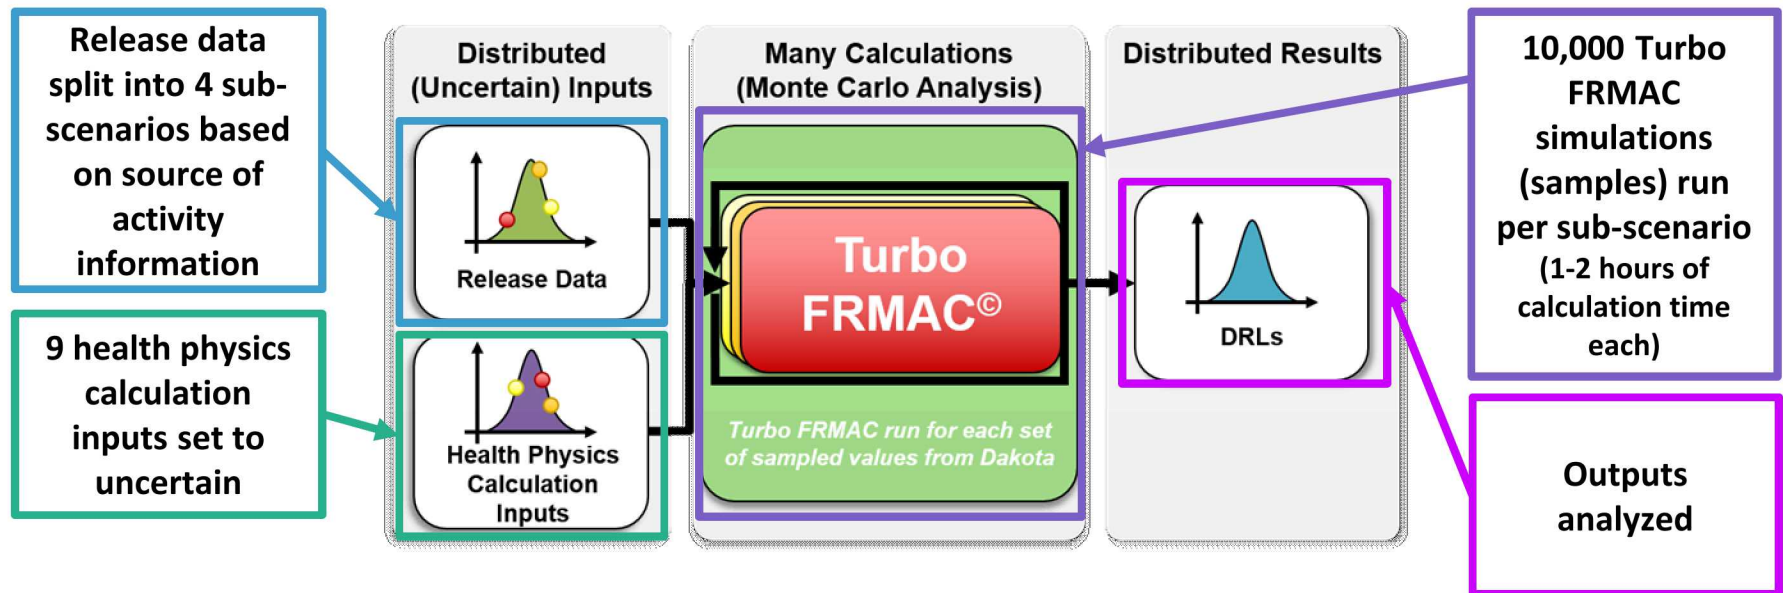 Release data
split into 4 sub-
scenarios based
on source of
activity
information
9 health physics
calculation
inputs set to
uncertain
Distributed
(Uncertain) Inputs
Release Data
Health Physics
Calculation
Inputs
Many Calculations
(Monte Carlo Analysis)
Turbo
FRMAC©
Turbo FRMAC run for each set
of sampled values from Dakota
Distributed Results
DRLs
10,000 Turbo
FRMAC
simulations
(samples) run
per sub-scenario
(1-2 hours of
calculation time
each)
Outputs
analyzed